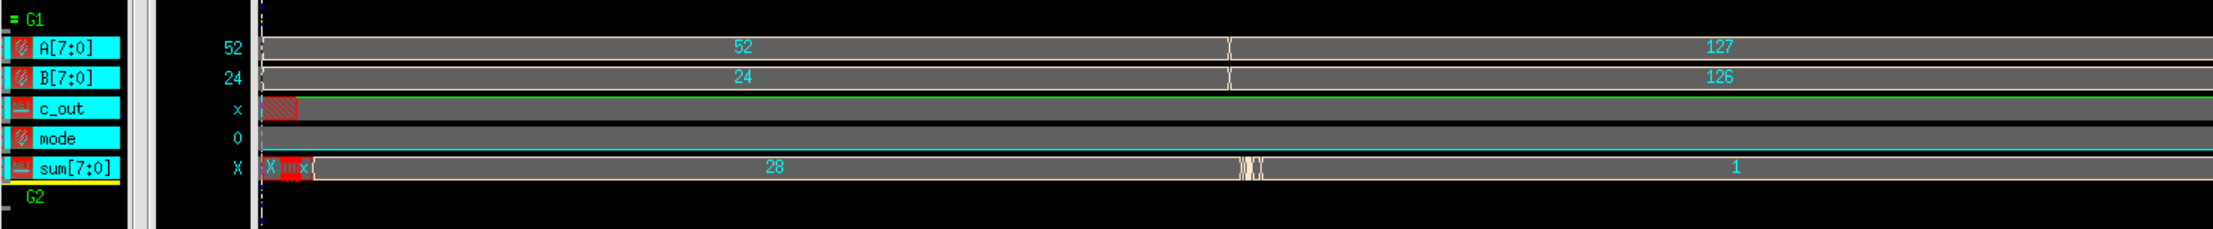 = G1
A[7:0] 52 52 127
B[7:0] 24 24 126
c_out x
mode 0
sum[7:0] X X x 28 1
G2